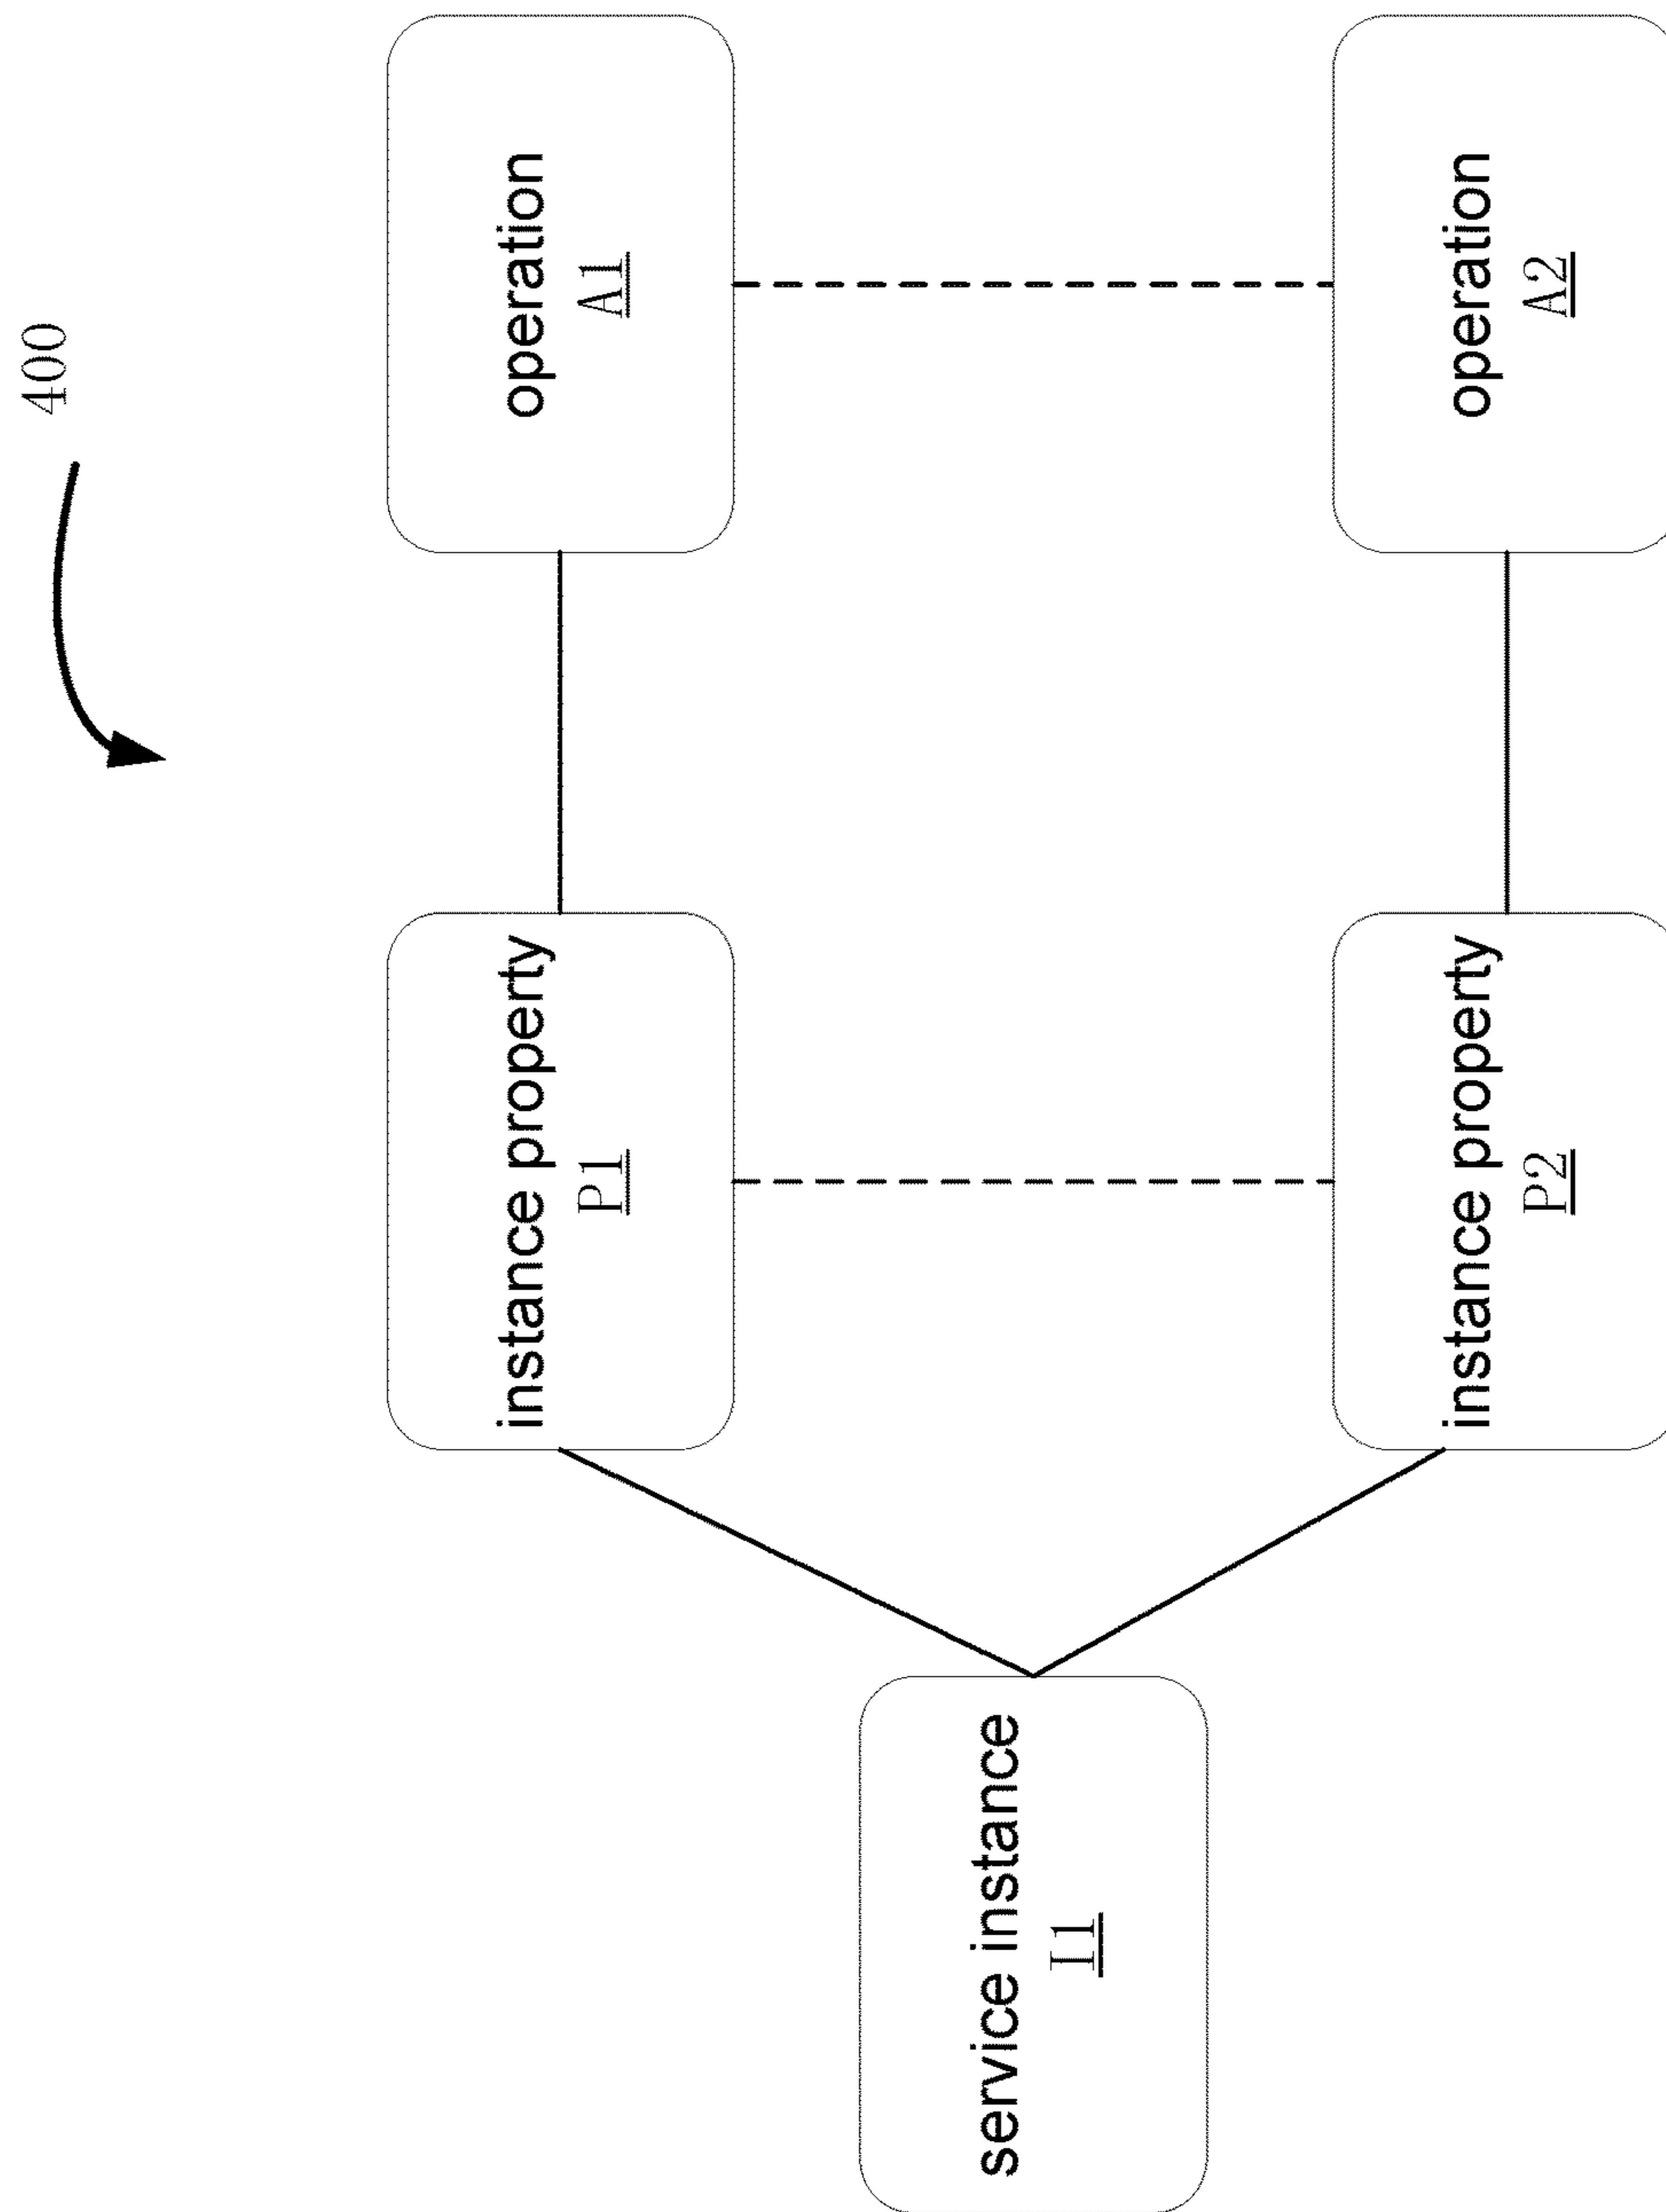 400
service instance
I1
instance property
P1
operation
A1
instance property
P2
operation
A2